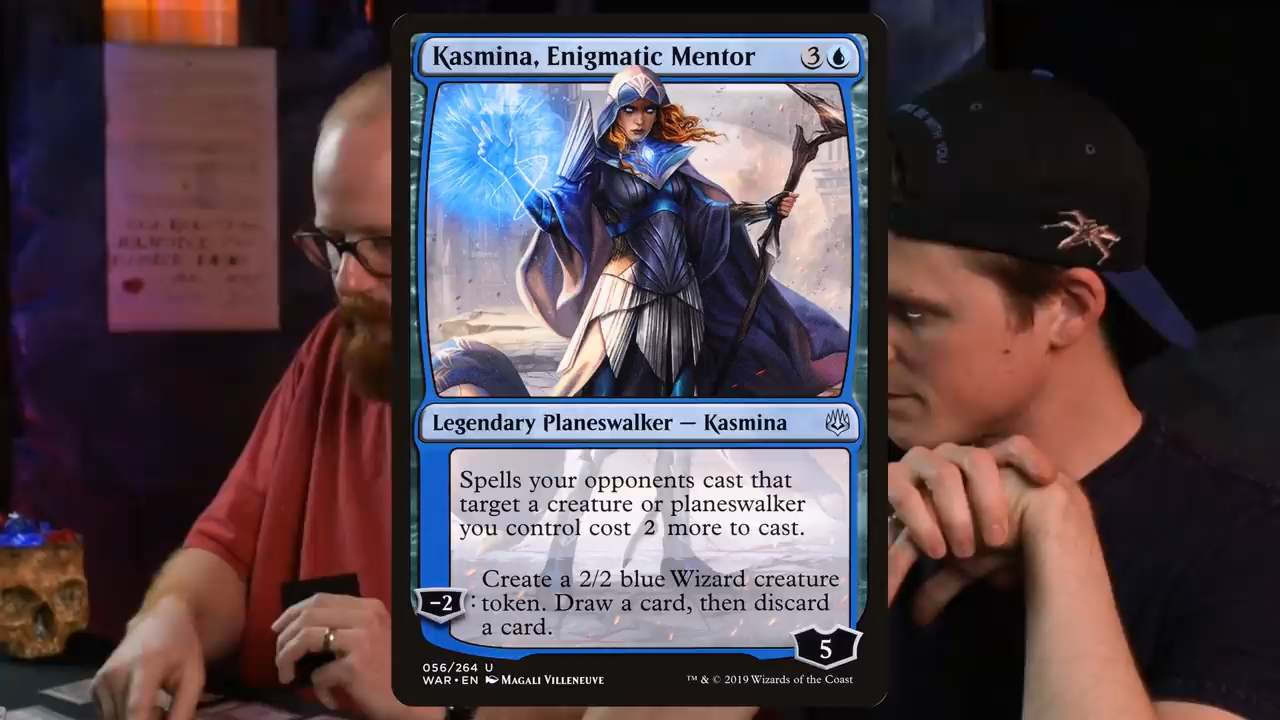 Kasmina, Enigmatic Mentor 3
Legendary Planeswalker — Kasmina
Spells your opponents cast that
target a creature or planeswalker
you control cost 2 more to cast.
-2: Create a 2/2 blue Wizard creature
token. Draw a card, then discard
a card.
5
056/264 U
WAR • EN Magali Villeneuve
™ & © 2019 Wizards of the Coast